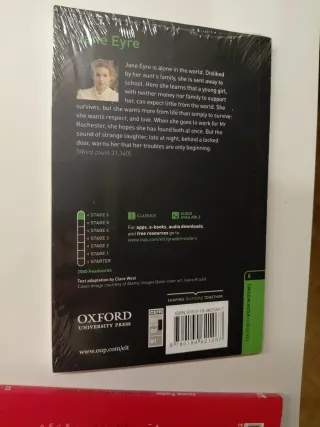 Jane Eyre
Jane Eyre is alone in the world. Disliked
by her aunt's family, she is sent away to
school. Here she learns that a young girl,
with neither money nor family to support
her, can expect little from the world. She
survives, but she wants more from life than simply to survive:
she wants respect, and love. When she goes to work for Mr
Rochester, she hopes she has found both at once. But the
sound of strange laughter, late at night, behind a locked
door, warns her that her troubles are only beginning.
STAGE 6
STAGE 5
STAGE 4
STAGE 3
STAGE 2
STAGE 1
STARTER
CLASSICS
AUDIO
AVAILABLE
For apps, e-books, audio downloads,
and free resources go to
2500 Headwords
Text adaptation by Clare West
SHAPING TOGETHER
OXFORD
UNIVERSITY PRESS
www.oup.com/elt